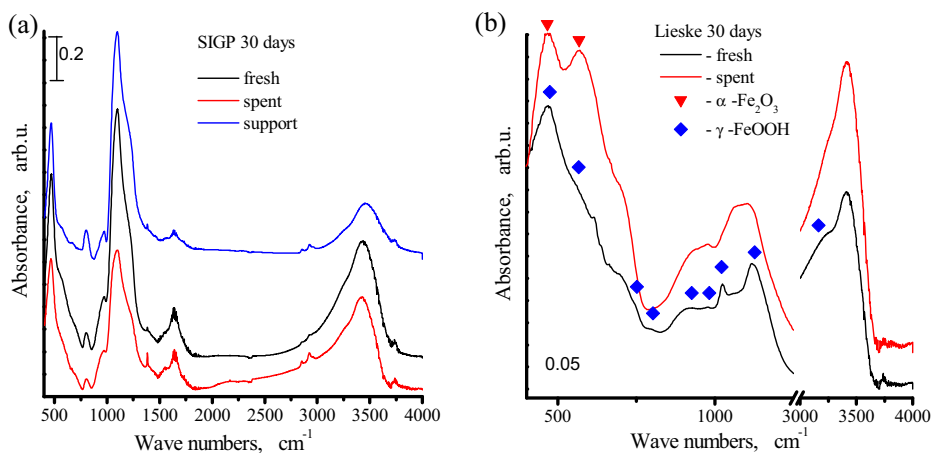 (a)
0.2
SIGP 30 days
fresh
spent
support
Absorbance, arb.u.
500 1000 1500 2000 2500 3000 3500 4000
Wave numbers, cm⁻¹
(b)
Lieske 30 days
- fresh
- spent
- α -Fe₂O₃
- γ -FeOOH
Absorbance, arb.u.
0.05
500 1000 3500 4000
Wave numbers, cm⁻¹